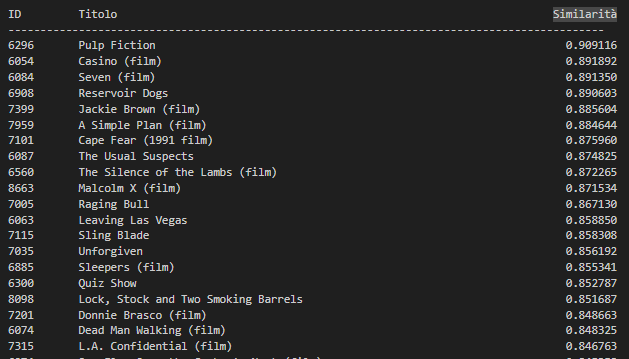 ID Titolo Similarità
--------------------------------------------------------------------------------------------
6296 Pulp Fiction 0.909116
6054 Casino (film) 0.891892
6084 Seven (film) 0.891350
6908 Reservoir Dogs 0.890603
7399 Jackie Brown (film) 0.885604
7959 A Simple Plan (film) 0.884644
7101 Cape Fear (1991 film) 0.875960
6087 The Usual Suspects 0.874825
6560 The Silence of the Lambs (film) 0.872265
8663 Malcolm X (film) 0.871534
7005 Raging Bull 0.867130
6063 Leaving Las Vegas 0.858850
7115 Sling Blade 0.858308
7035 Unforgiven 0.856192
6885 Sleepers (film) 0.855341
6300 Quiz Show 0.852787
8098 Lock, Stock and Two Smoking Barrels 0.851687
7201 Donnie Brasco (film) 0.848663
6074 Dead Man Walking (film) 0.848325
7315 L.A. Confidential (film) 0.846763